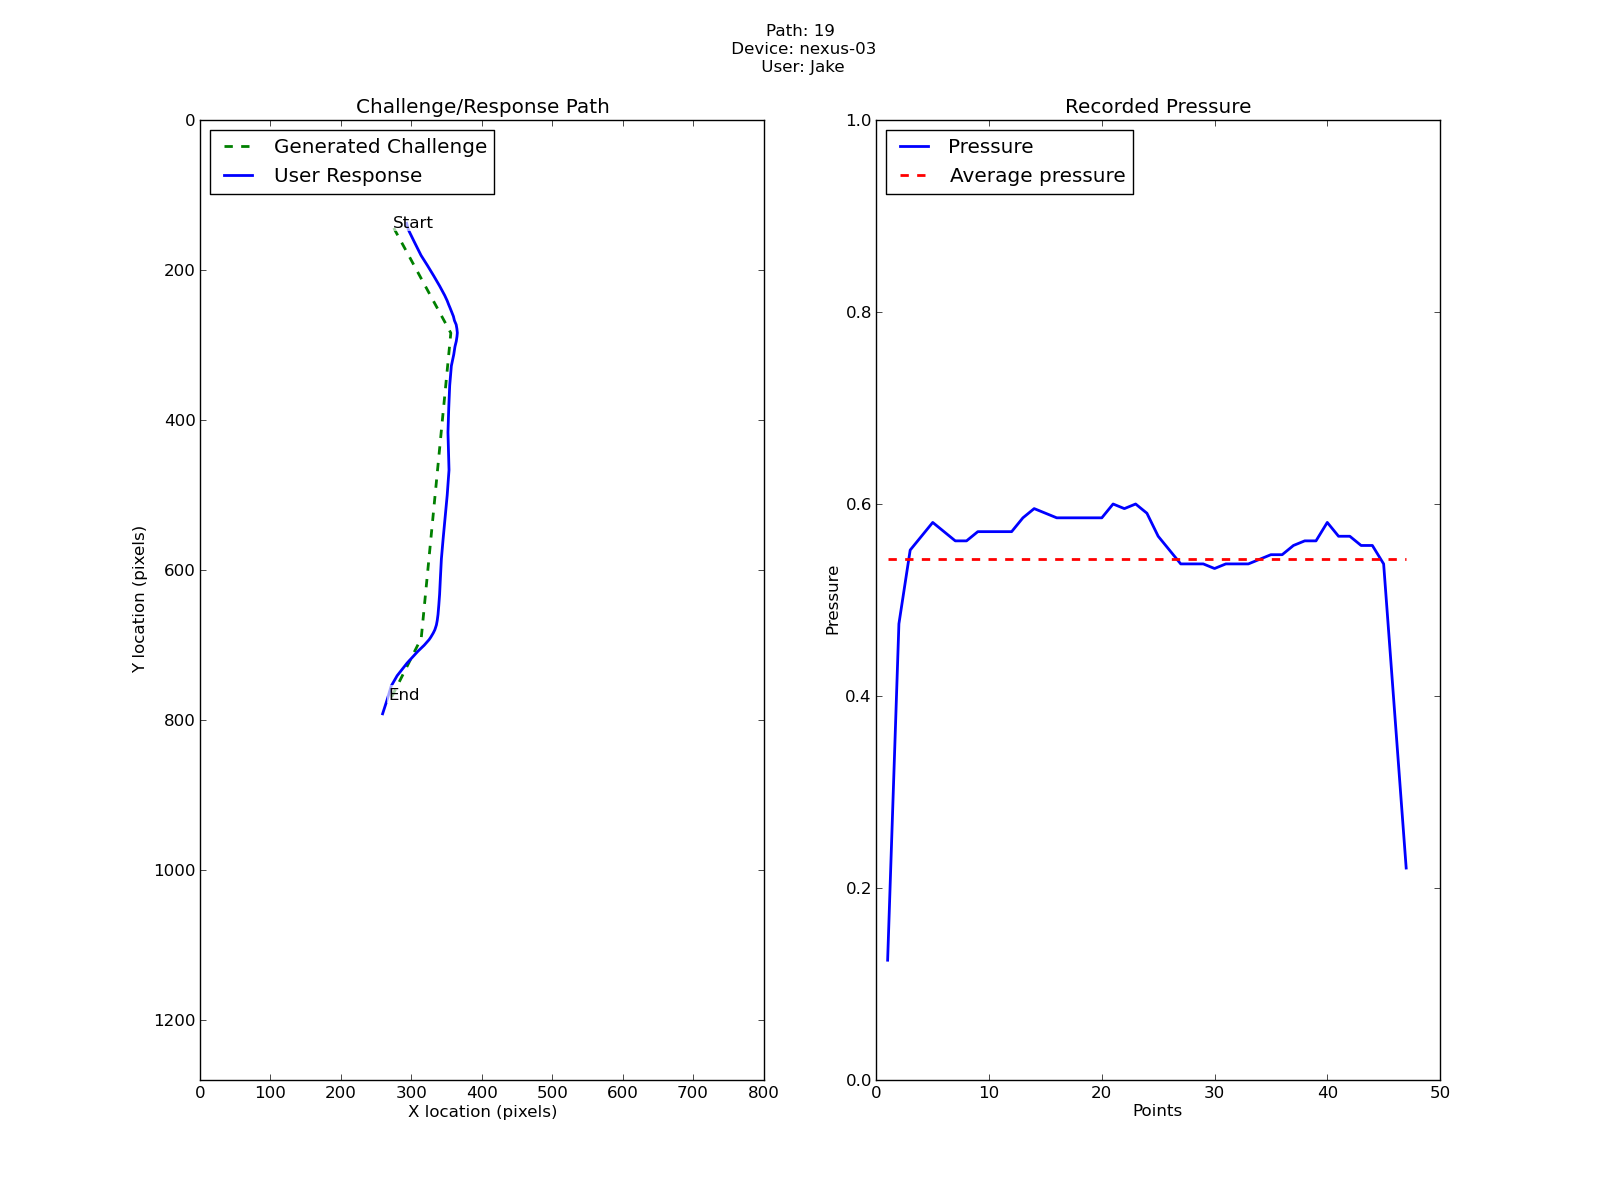 Path: 19
Device: nexus-03
User: Jake
Challenge/Response Path
Generated Challenge
User Response
Start
End
0
200
400
600
800
1000
1200
Y location (pixels)
0 100 200 300 400 500 600 700 800
X location (pixels)
Recorded Pressure
Pressure
Average pressure
1.0
0.8
0.6
0.4
0.2
0.0
Pressure
0 10 20 30 40 50
Points